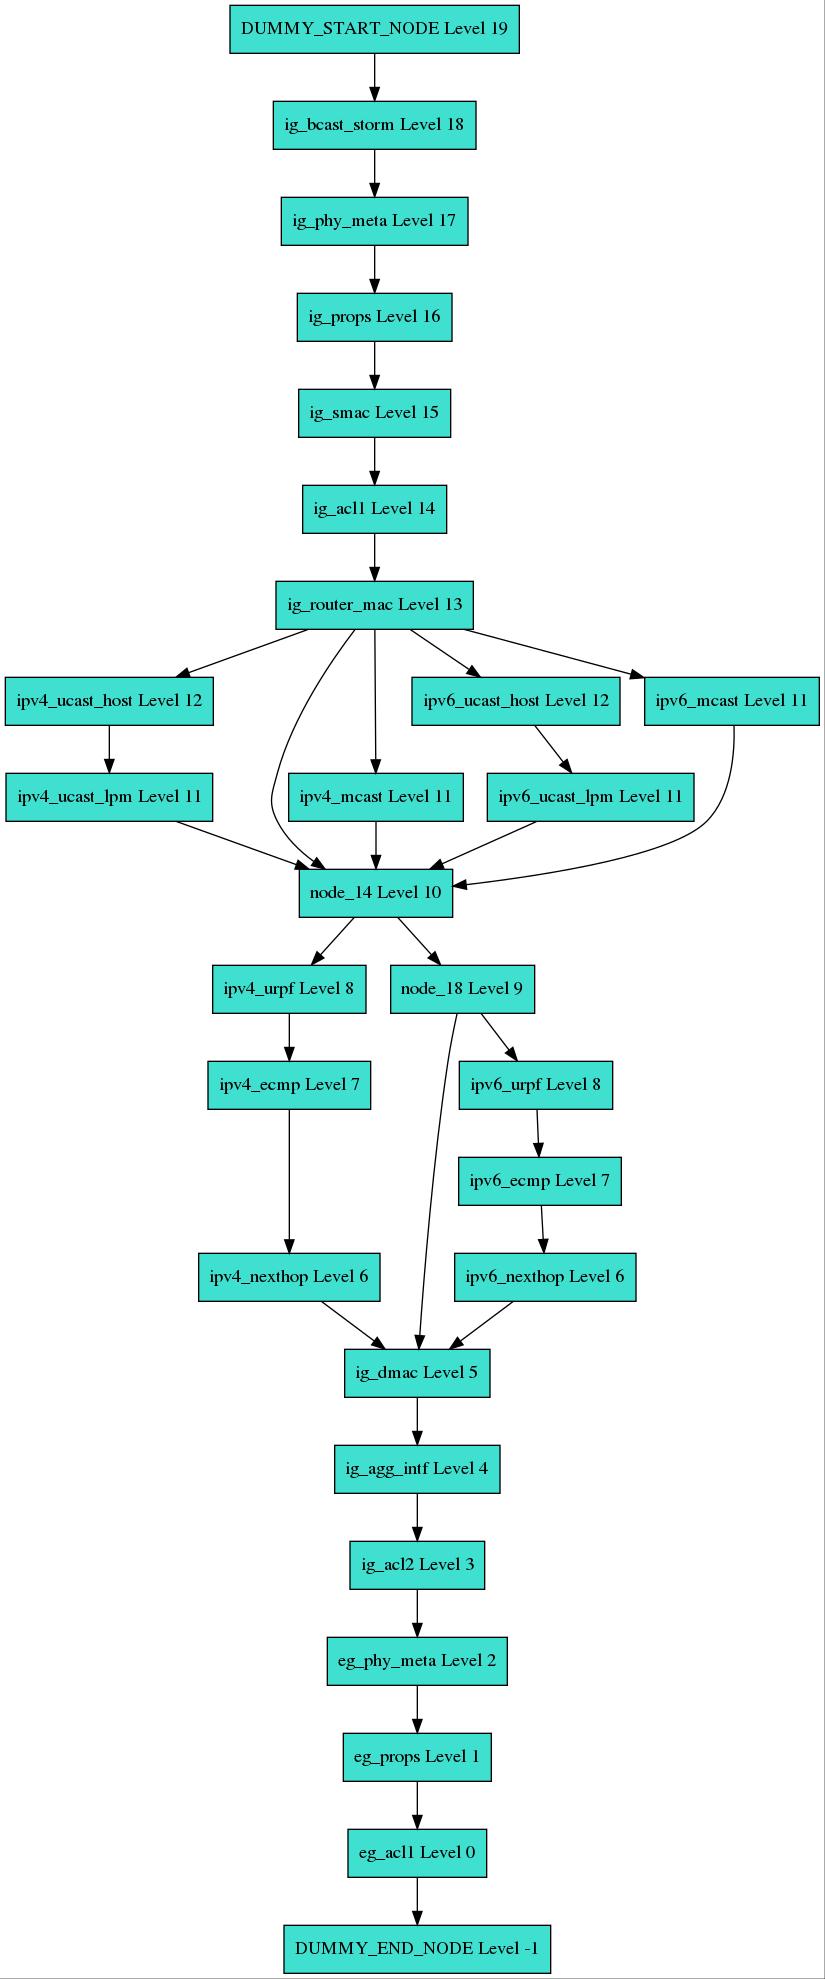 DUMMY_START_NODE Level 19
ig_bcast_storm Level 18
ig_phy_meta Level 17
ig_props Level 16
ig_smac Level 15
ig_acl1 Level 14
ig_router_mac Level 13
ipv4_ucast_host Level 12
ipv6_ucast_host Level 12
ipv6_mcast Level 11
ipv4_ucast_lpm Level 11
ipv4_mcast Level 11
ipv6_ucast_lpm Level 11
node_14 Level 10
ipv4_urpf Level 8
node_18 Level 9
ipv4_ecmp Level 7
ipv6_urpf Level 8
ipv6_ecmp Level 7
ipv4_nexthop Level 6
ipv6_nexthop Level 6
ig_dmac Level 5
ig_agg_intf Level 4
ig_acl2 Level 3
eg_phy_meta Level 2
eg_props Level 1
eg_acl1 Level 0
DUMMY_END_NODE Level -1